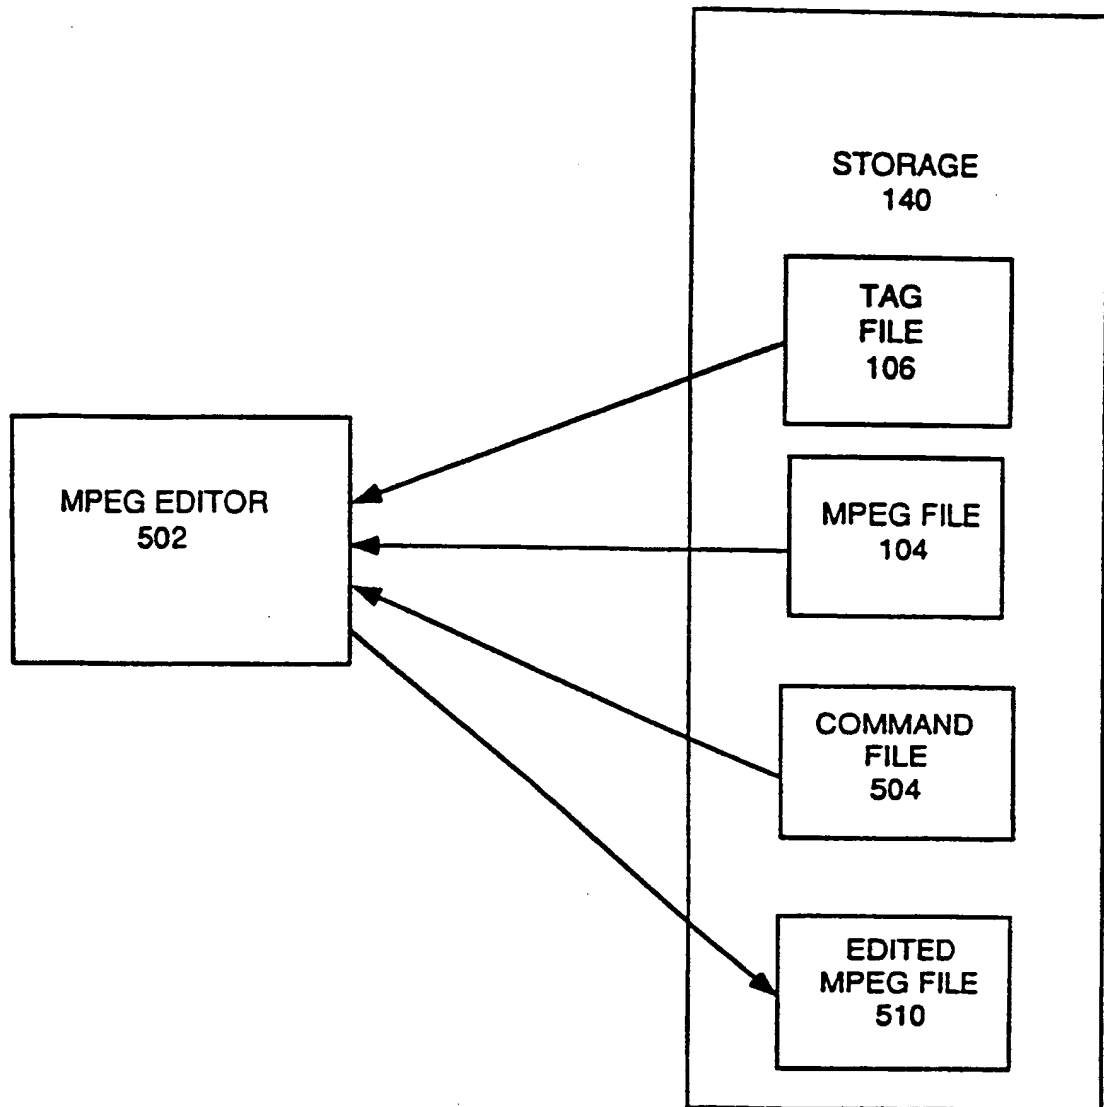 STORAGE
140
TAG
FILE
106
MPEG EDITOR
502
MPEG FILE
104
COMMAND
FILE
504
EDITED
MPEG FILE
510